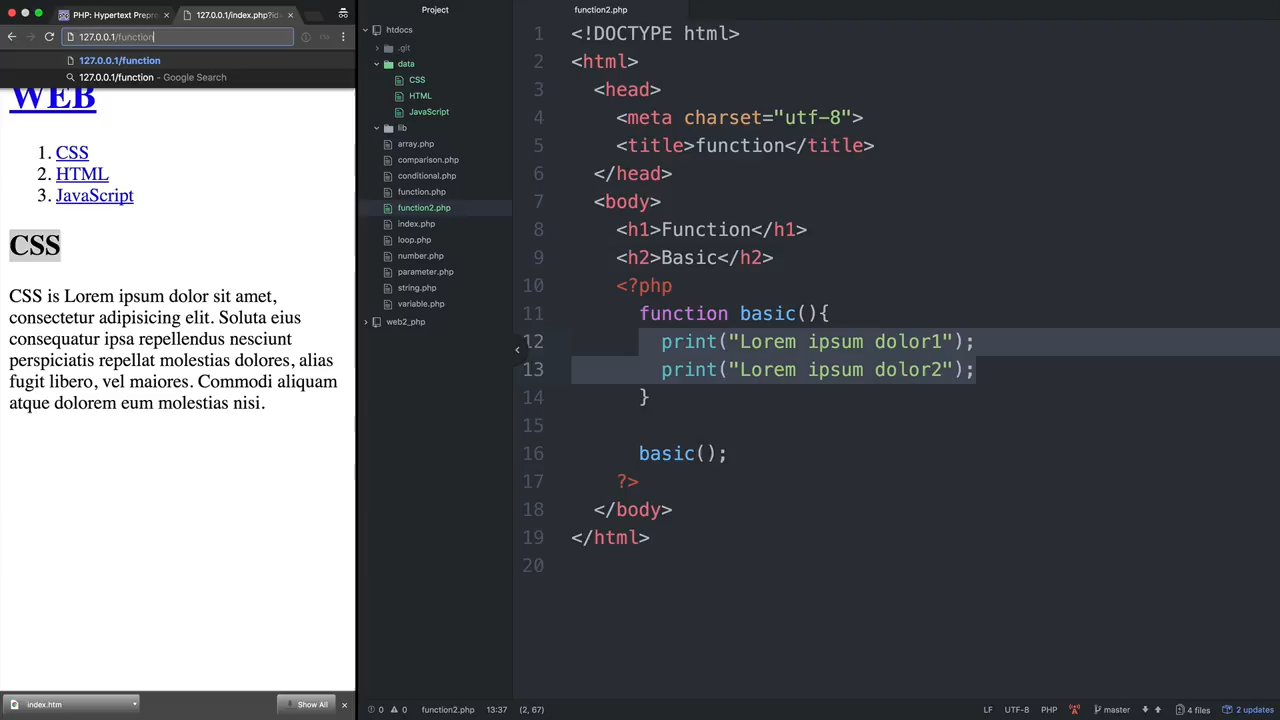 PHP: Hypertext Prepr
127.0.0.1/index.php?id=
127.0.0.1/function
127.0.0.1/function
127.0.0.1/function - Google Search
WEB
1. CSS
2. HTML
3. JavaScript
CSS
CSS is Lorem ipsum dolor sit amet,
consectetur adipisicing elit. Soluta eius
consequatur ipsa repellendus nesciunt
perspiciatis repellat molestias dolores, alias
fugit libero, vel maiores. Commodi aliquam
atque dolorem eum molestias nisi.
index.htm
Show All
Project
htdocs
.git
data
CSS
HTML
JavaScript
lib
array.php
comparison.php
conditional.php
function.php
function2.php
index.php
loop.php
number.php
parameter.php
string.php
variable.php
web2_php
function2.php
1 <!DOCTYPE html>
2 <html>
3 <head>
4 <meta charset="utf-8">
5 <title>function</title>
6 </head>
7 <body>
8 <h1>Function</h1>
9 <h2>Basic</h2>
10 <?php
11 function basic(){
12 print("Lorem ipsum dolor1");
13 print("Lorem ipsum dolor2");
14 }
15
16 basic();
17 ?>
18 </body>
19 </html>
20
0 0 function2.php 13:37 (2, 67)
LF UTF-8 PHP master 4 files 2 updates